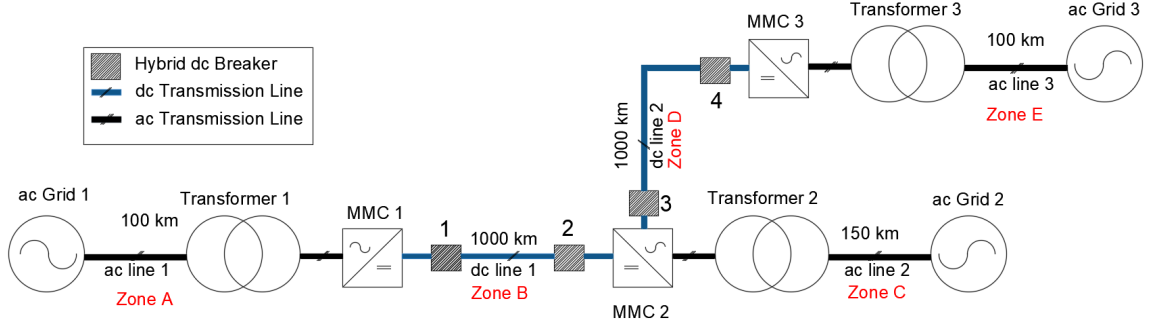 Hybrid dc Breaker
dc Transmission Line
ac Transmission Line
MMC 3
Transformer 3
ac Grid 3
100 km
ac line 3
Zone E
4
1000 km
dc line 2
Zone D
3
ac Grid 1
100 km
ac line 1
Zone A
Transformer 1
MMC 1
1
1000 km
dc line 1
Zone B
2
MMC 2
Transformer 2
150 km
ac line 2
Zone C
ac Grid 2